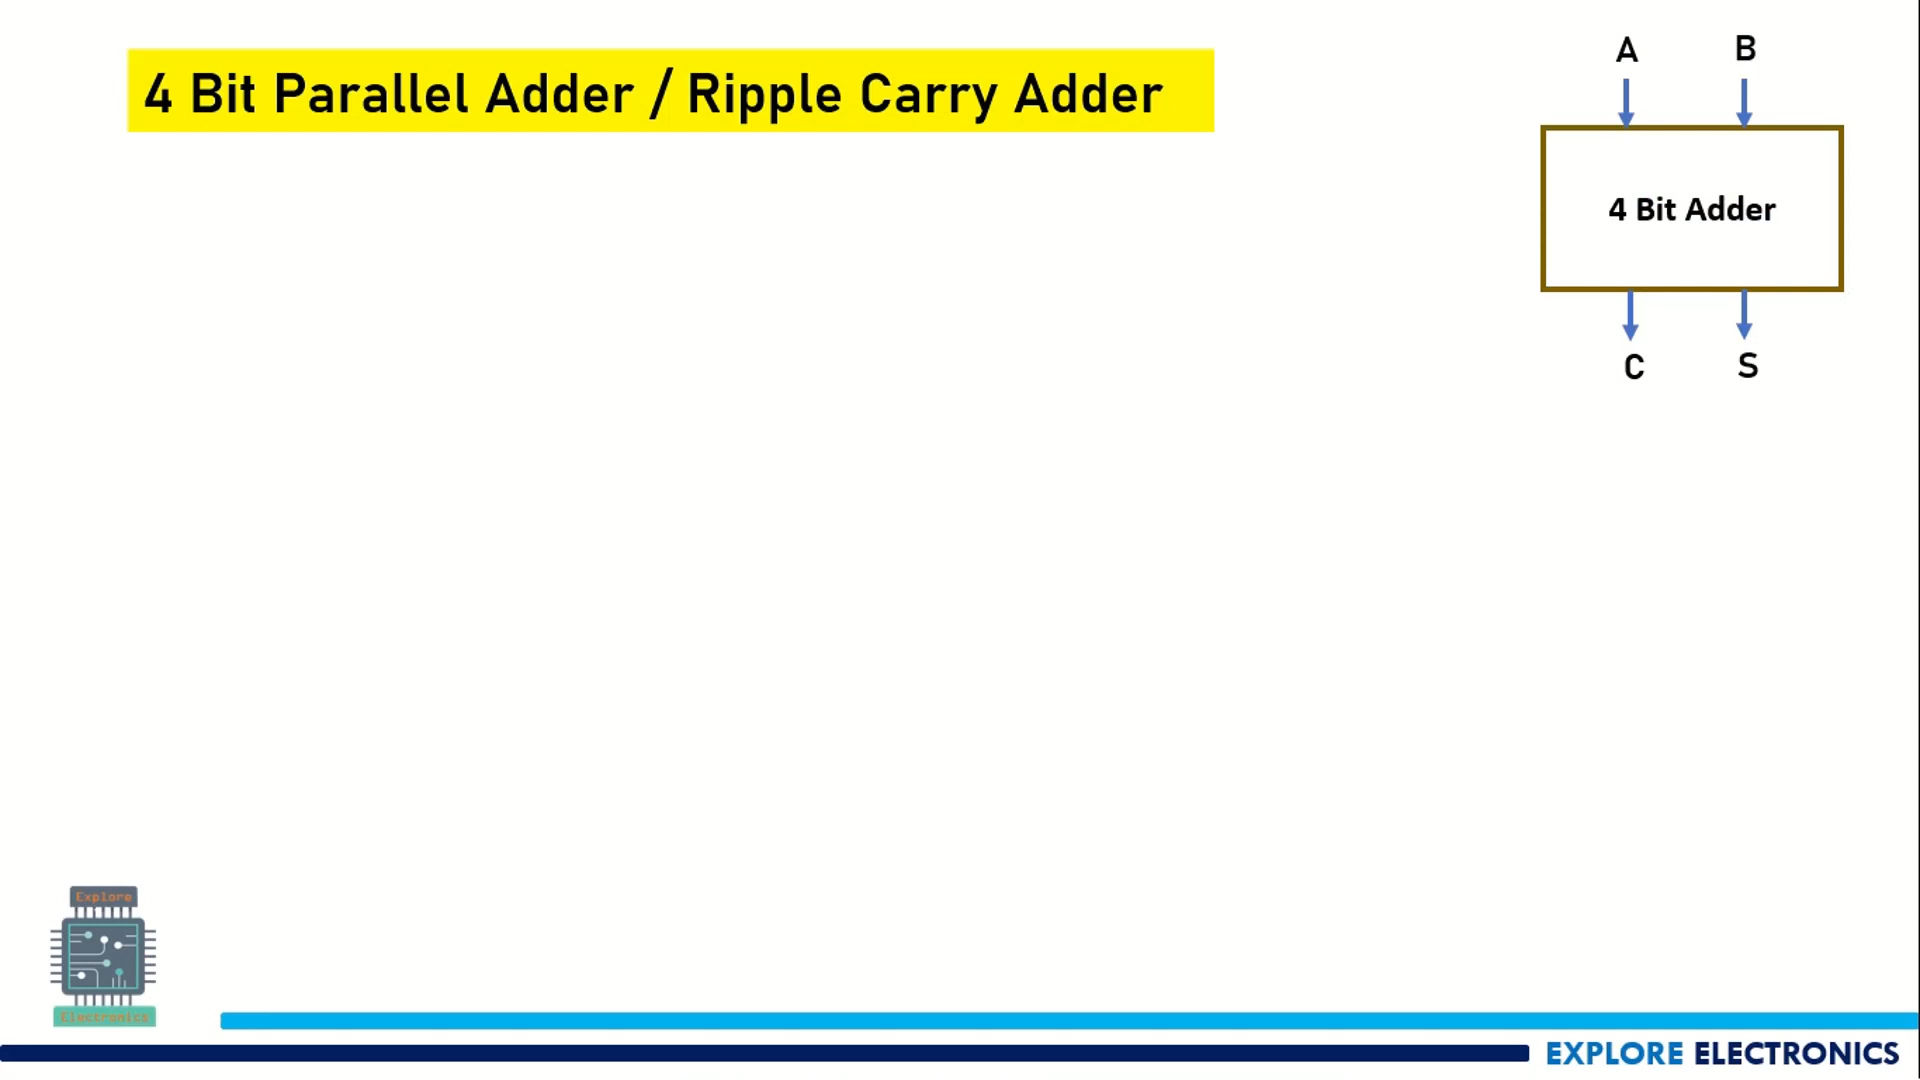 4 Bit Parallel Adder / Ripple Carry Adder
A B
4 Bit Adder
C S
Explore
Electronics
EXPLORE ELECTRONICS